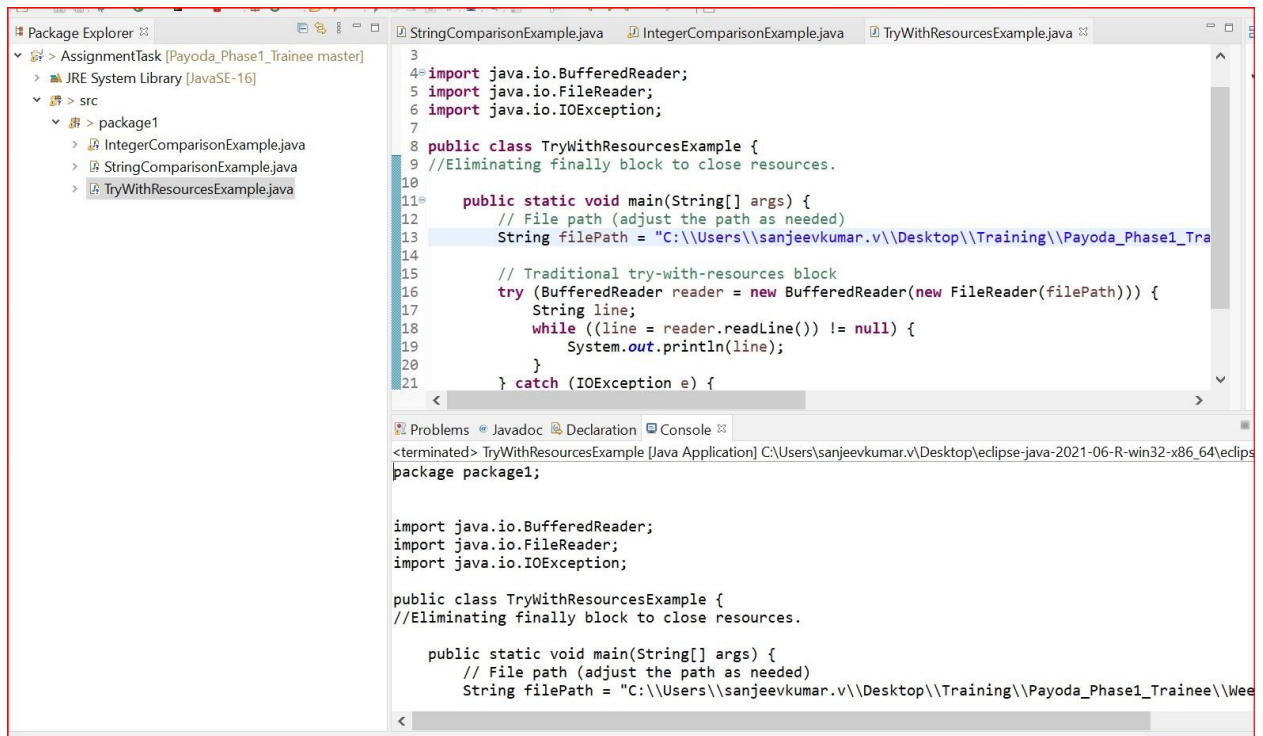 Package Explorer
> AssignmentTask [Payoda_Phase1_Trainee master]
JRE System Library [JavaSE-16]
> src
> package1
IntegerComparisonExample.java
StringComparisonExample.java
TryWithResourcesExample.java
StringComparisonExample.java IntegerComparisonExample.java TryWithResourcesExample.java
3
4 import java.io.BufferedReader;
5 import java.io.FileReader;
6 import java.io.IOException;
7
8 public class TryWithResourcesExample {
9 //Eliminating finally block to close resources.
10
11 public static void main(String[] args) {
12 // File path (adjust the path as needed)
13 String filePath = "C:\\Users\\sanjeevkumar.v\\Desktop\\Training\\Payoda_Phase1_Tra
14
15 // Traditional try-with-resources block
16 try (BufferedReader reader = new BufferedReader(new FileReader(filePath))) {
17 String line;
18 while ((line = reader.readLine()) != null) {
19 System.out.println(line);
20 }
21 } catch (IOException e) {
Problems @ Javadoc Declaration Console
<terminated> TryWithResourcesExample [Java Application] C:\Users\sanjeevkumar.v\Desktop\eclipse-java-2021-06-R-win32-x86_64\eclips
package package1;
import java.io.BufferedReader;
import java.io.FileReader;
import java.io.IOException;
public class TryWithResourcesExample {
//Eliminating finally block to close resources.
public static void main(String[] args) {
// File path (adjust the path as needed)
String filePath = "C:\\Users\\sanjeevkumar.v\\Desktop\\Training\\Payoda_Phase1_Trainee\\Wee